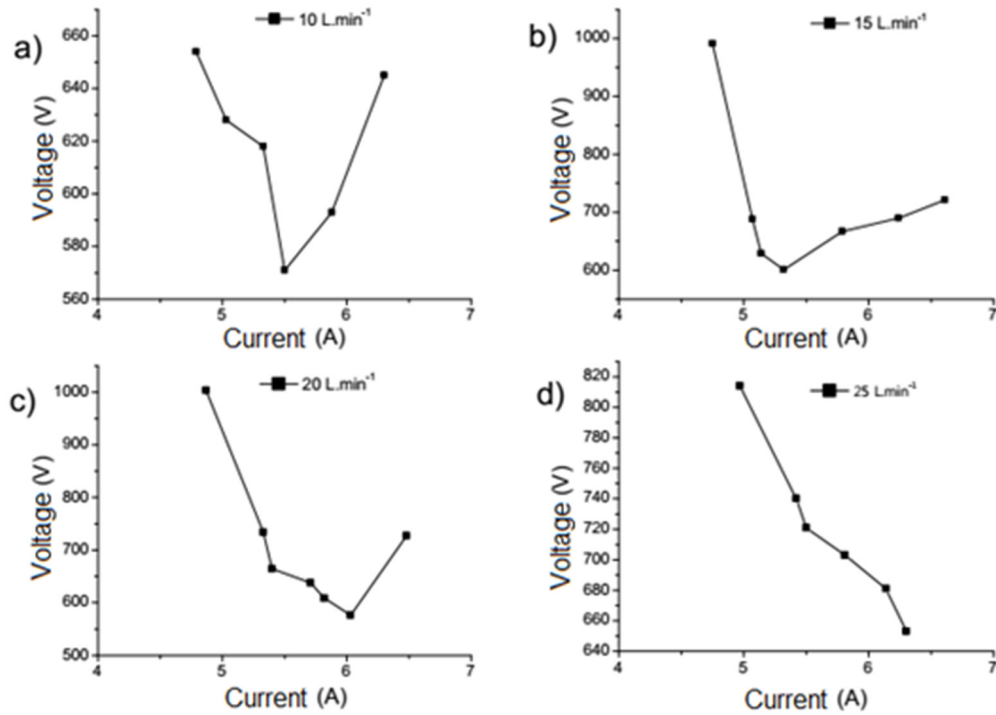 a)
10 L.min⁻¹
Voltage (V)
660
640
620
600
580
560
4 5 6 7
Current (A)
b)
15 L.min⁻¹
Voltage (V)
1000
900
800
700
600
4 5 6 7
Current (A)
c)
20 L.min⁻¹
Voltage (V)
1000
900
800
700
600
500
4 5 6 7
Current (A)
d)
25 L.min⁻¹
Voltage (V)
820
800
780
760
740
720
700
680
660
640
4 5 6 7
Current (A)